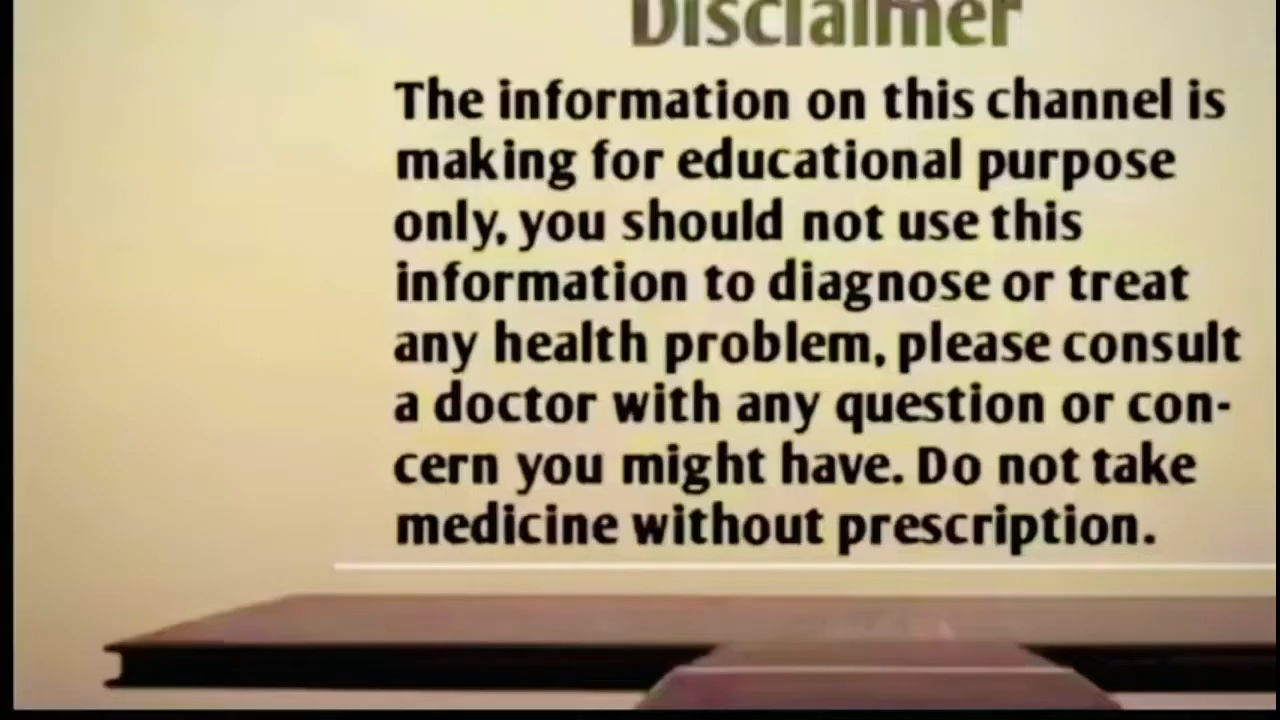 Disclaimer
The information on this channel is
making for educational purpose
only, you should not use this
information to diagnose or treat
any health problem, please consult
a doctor with any question or con-
cern you might have. Do not take
medicine without prescription.